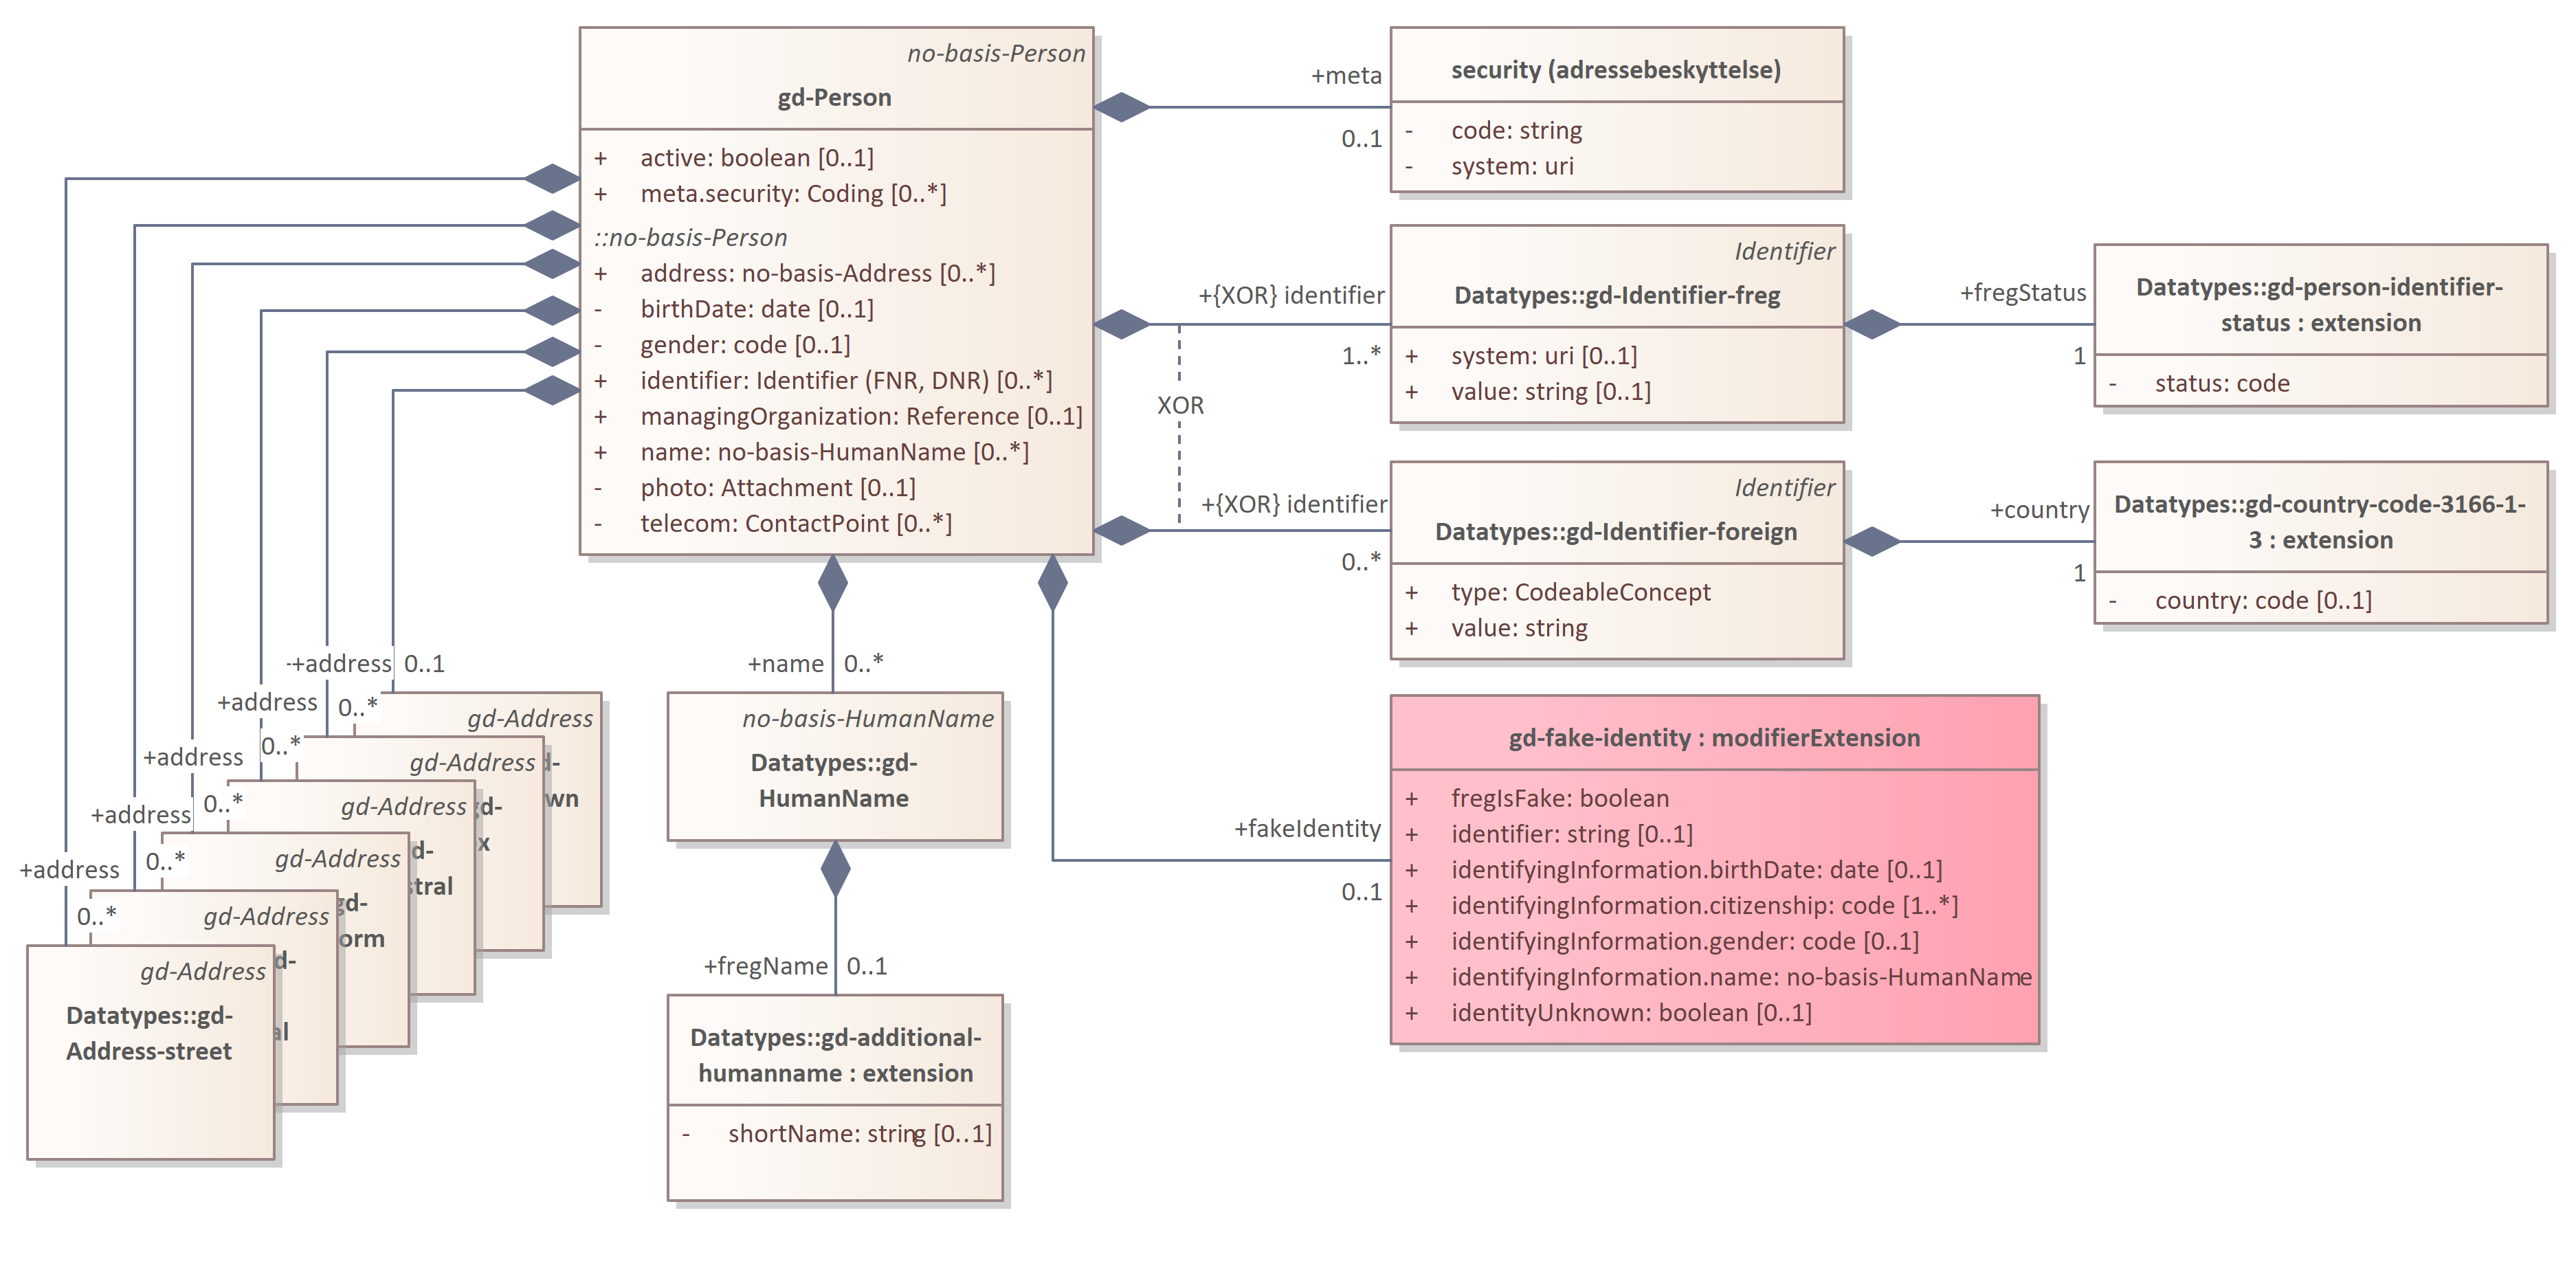 no-basis-Person
gd-Person
+ active: boolean [0..1]
+ meta.security: Coding [0..*]
::no-basis-Person
+ address: no-basis-Address [0..*]
- birthDate: date [0..1]
- gender: code [0..1]
+ identifier: Identifier (FNR, DNR) [0..*]
+ managingOrganization: Reference [0..1]
+ name: no-basis-HumanName [0..*]
- photo: Attachment [0..1]
- telecom: ContactPoint [0..*]
+meta
0..1
security (adressebeskyttelse)
- code: string
- system: uri
+{XOR} identifier
1..*
Identifier
Datatypes::gd-Identifier-freg
+ system: uri [0..1]
+ value: string [0..1]
+fregStatus
1
Datatypes::gd-person-identifier-
status : extension
- status: code
XOR
+{XOR} identifier
0..*
Identifier
Datatypes::gd-Identifier-foreign
+ type: CodeableConcept
+ value: string
+country
1
Datatypes::gd-country-code-3166-1-
3 : extension
- country: code [0..1]
+fakeIdentity
0..1
gd-fake-identity : modifierExtension
+ fregIsFake: boolean
+ identifier: string [0..1]
+ identifyingInformation.birthDate: date [0..1]
+ identifyingInformation.citizenship: code [1..*]
+ identifyingInformation.gender: code [0..1]
+ identifyingInformation.name: no-basis-HumanName
+ identityUnknown: boolean [0..1]
+name 0..*
no-basis-HumanName
Datatypes::gd-
HumanName
+fregName 0..1
Datatypes::gd-additional-
humanname : extension
- shortName: string [0..1]
+address 0..1
gd-Address
d-
wn
+address 0..*
gd-Address
gd-
x
+address 0..*
gd-Address
d-
stral
+address 0..*
gd-Address
gd-
orm
+address 0..*
gd-Address
d-
al
+address 0..*
gd-Address
Datatypes::gd-
Address-street